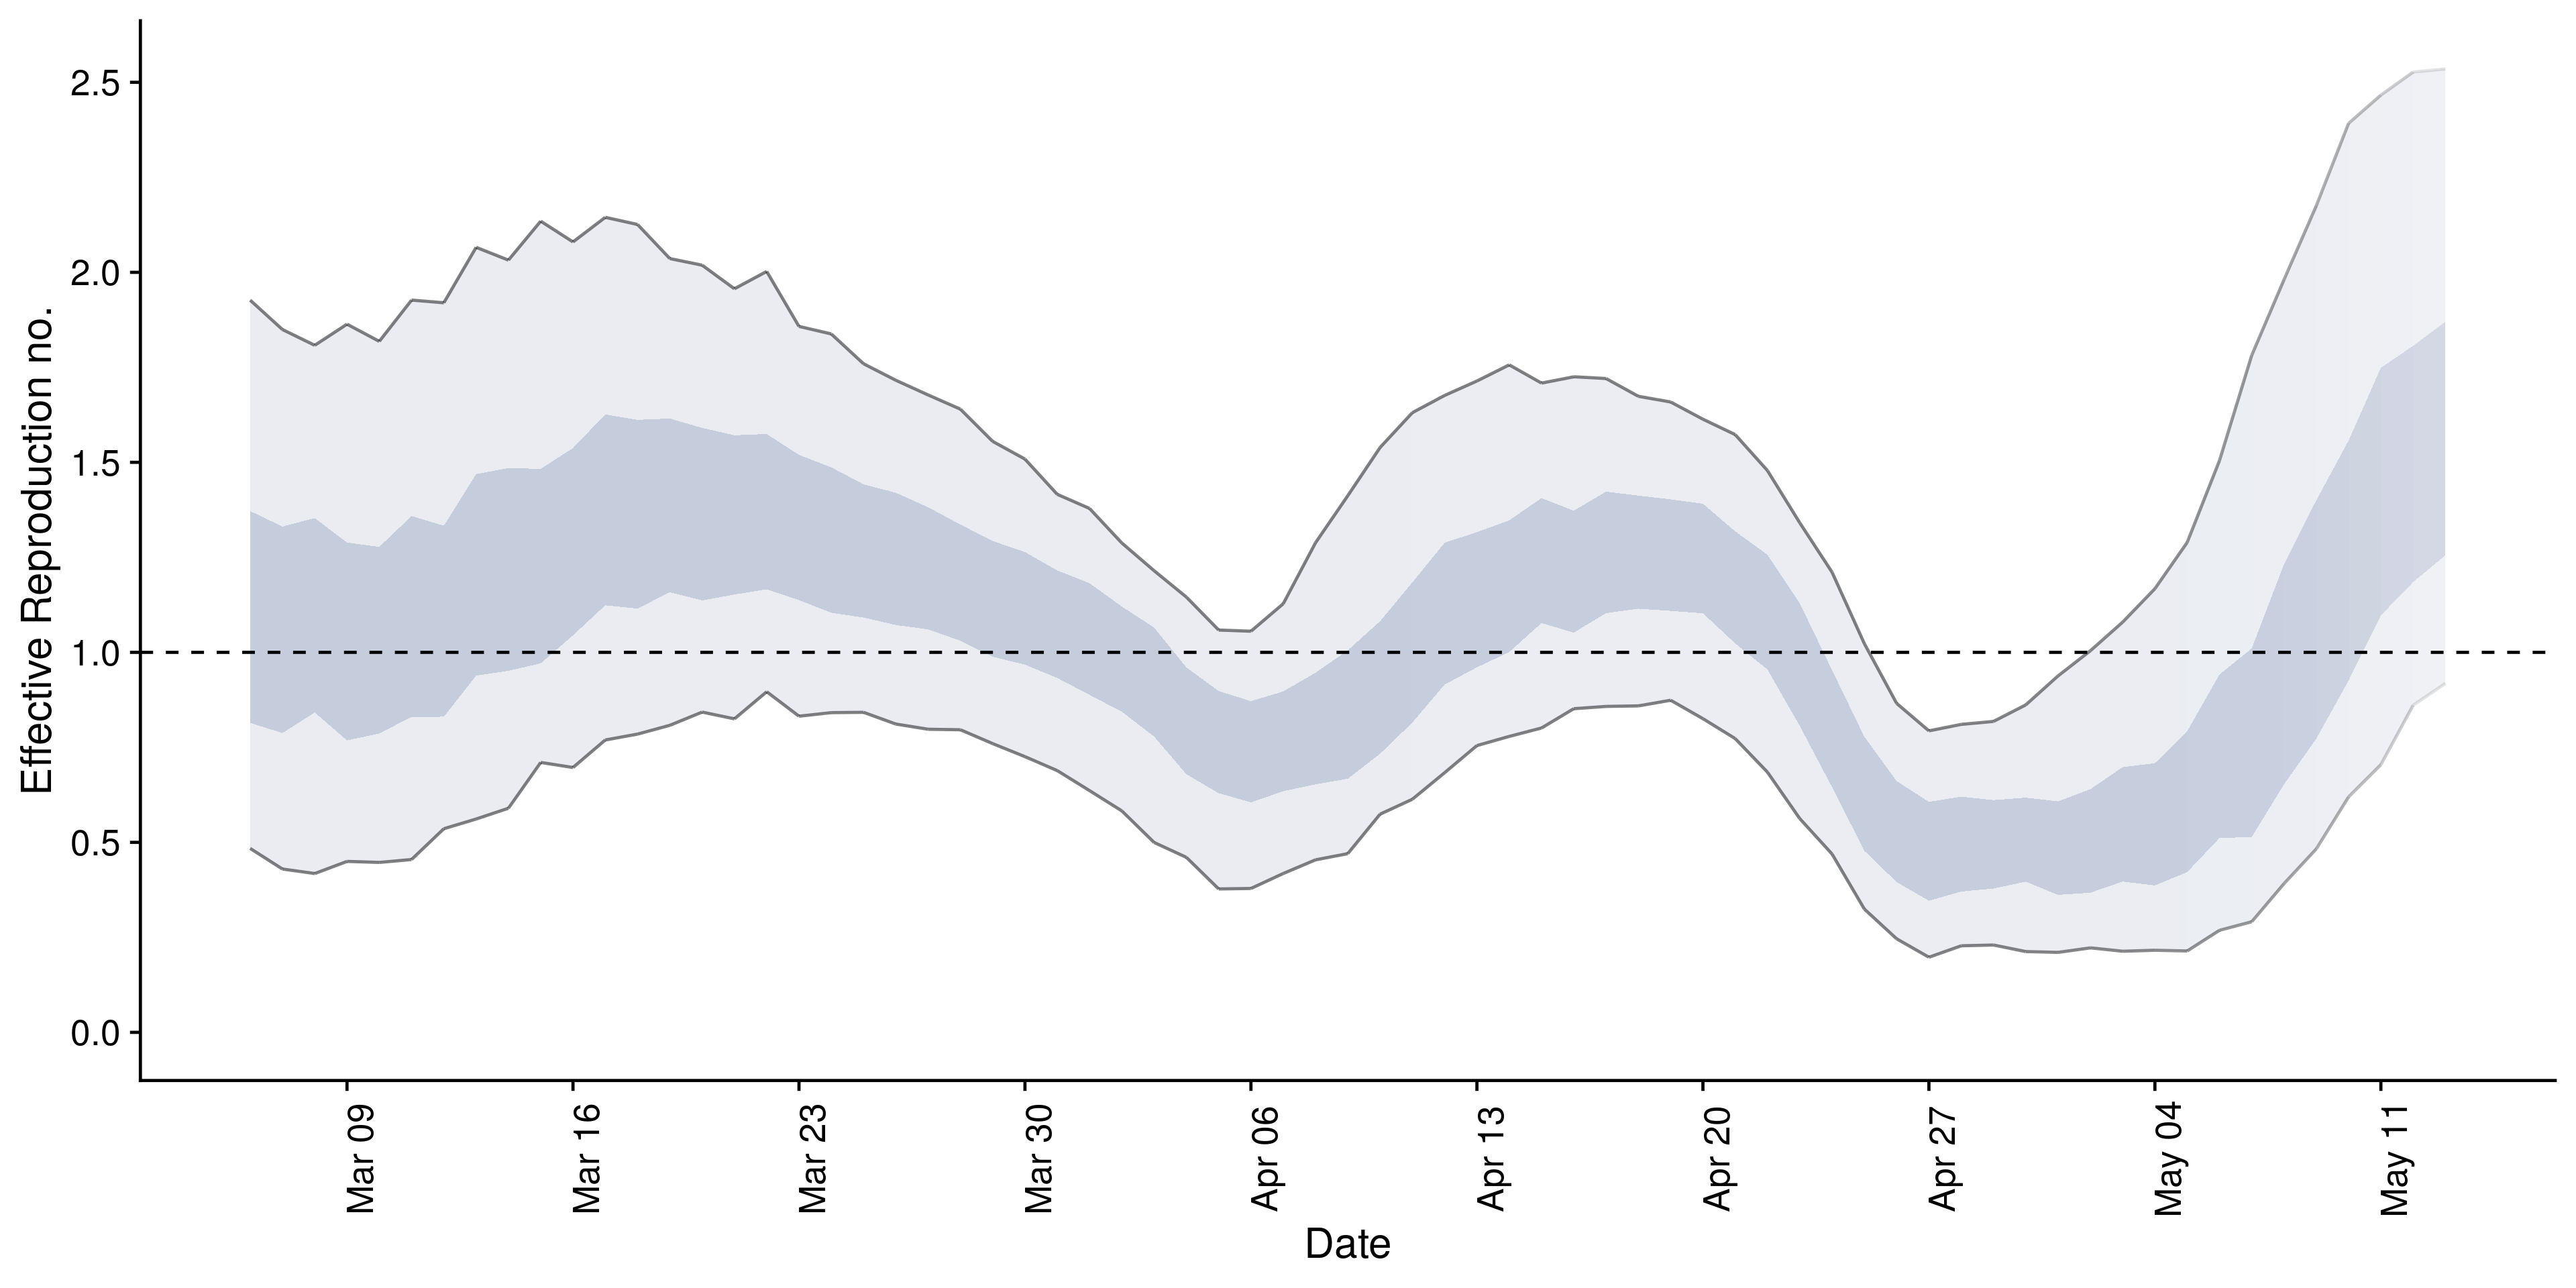 Effective Reproduction no.
2.5
2.0
1.5
1.0
0.5
0.0
Mar 09
Mar 16
Mar 23
Mar 30
Apr 06
Apr 13
Apr 20
Apr 27
May 04
May 11
Date